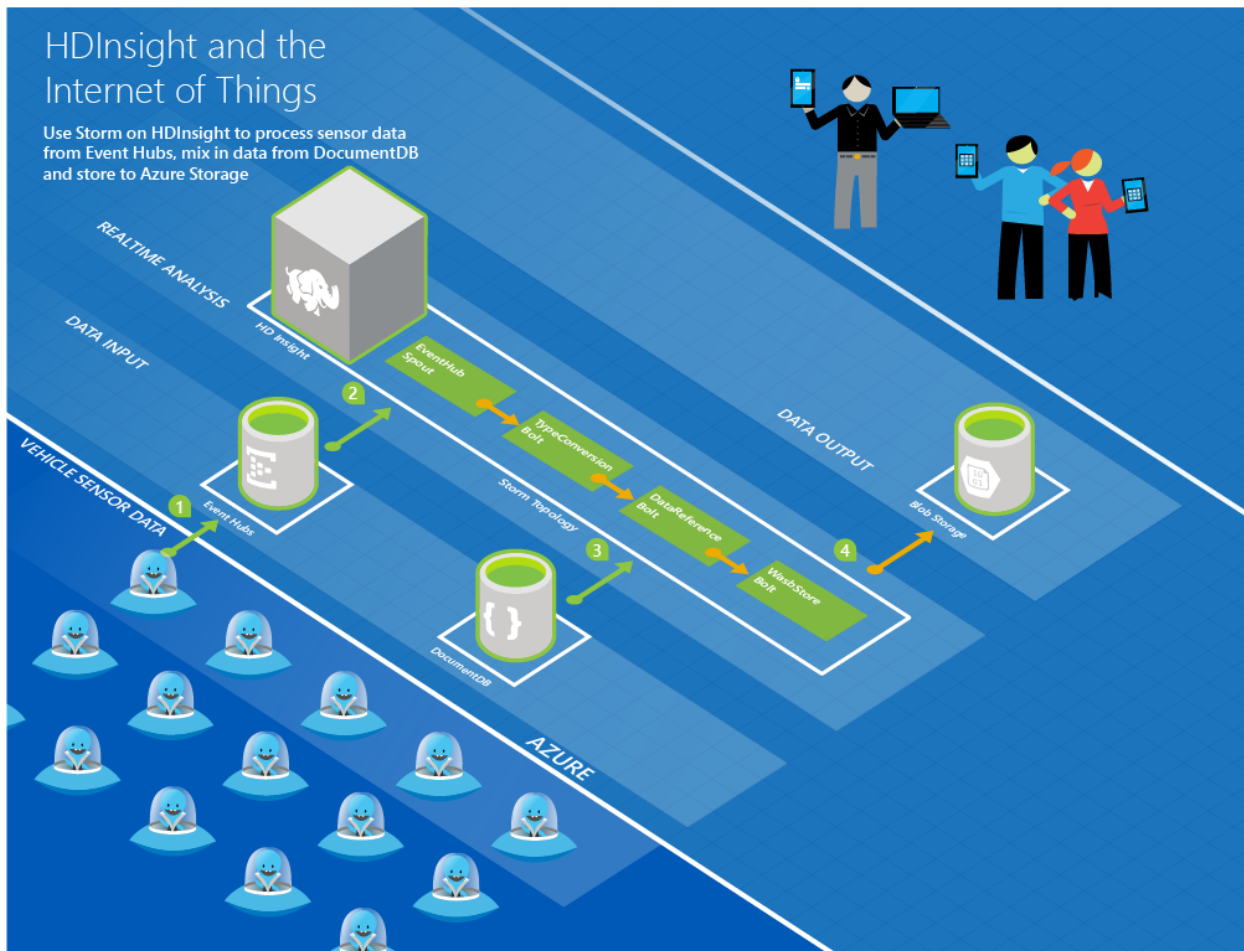 HDInsight and the
Internet of Things
Use Storm on HDInsight to process sensor data
from Event Hubs, mix in data from DocumentDB
and store to Azure Storage
REALTIME ANALYSIS
HD Insight
DATA INPUT
2
EventHub
Spout
TypeConversion
Bolt
Storm Topology
DataReference
Bolt
WasbStore
Bolt
DATA OUTPUT
4
Blob Storage
10
01
VEHICLE SENSOR DATA
1
Event Hubs
3
{ }
DocumentDB
AZURE